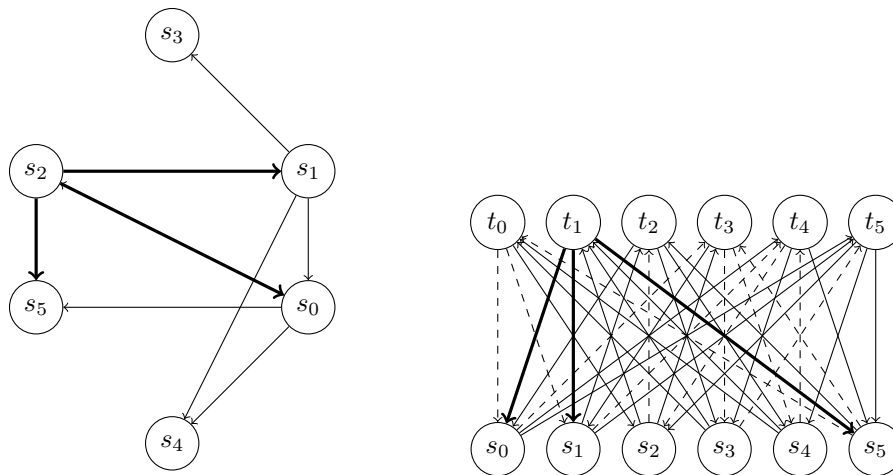 s₃
s₂ s₁
s₅ s₀
s₄
t₀ t₁ t₂ t₃ t₄ t₅
s₀ s₁ s₂ s₃ s₄ s₅